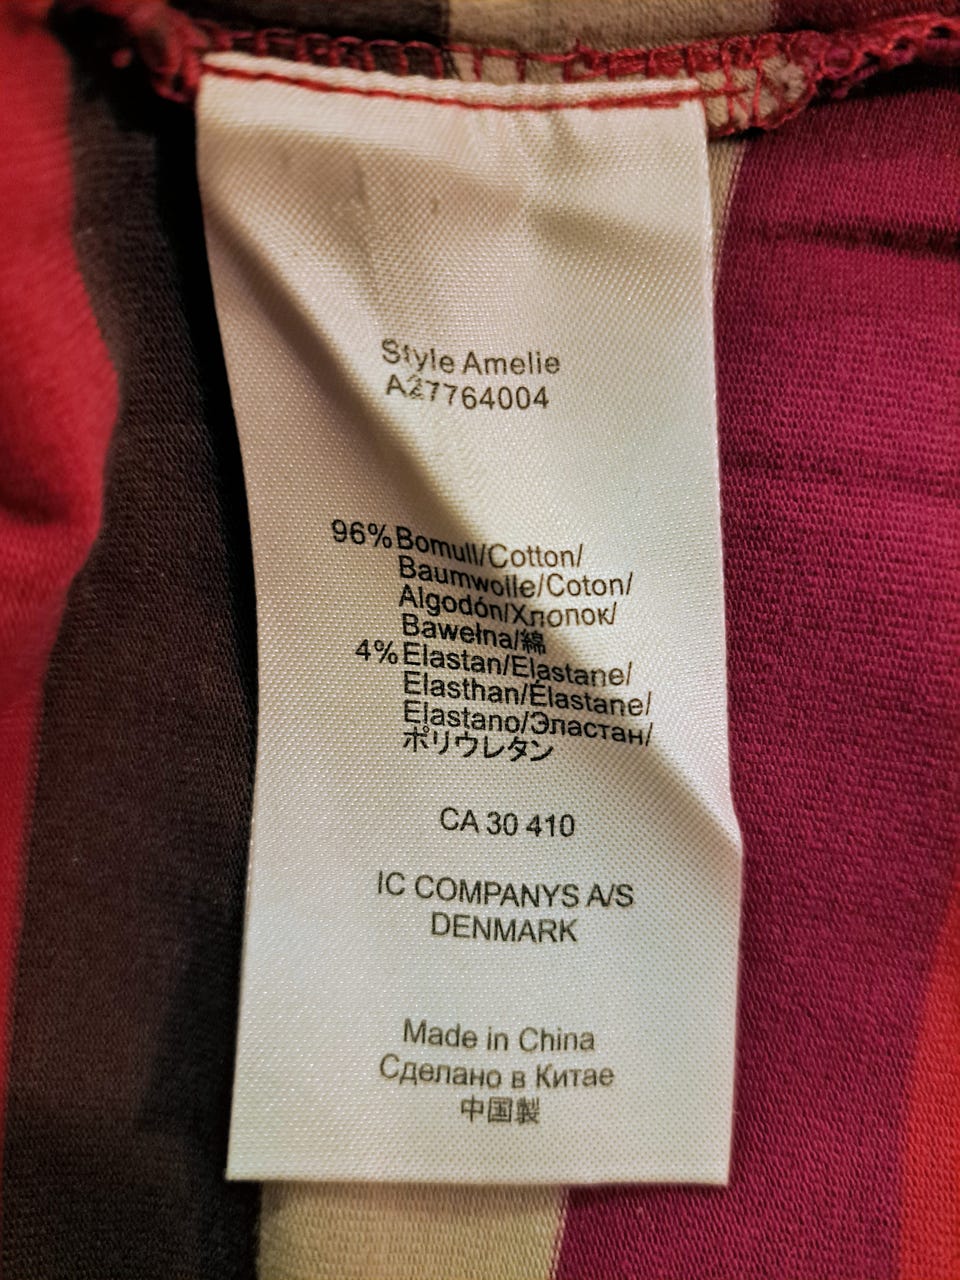 Style Amelie
A27764004
96% Bomull/Cotton/
Baumwolle/Coton/
Algodón/Хлопок/
Bawełna/綿
4% Elastan/Elastane/
Elasthan/Élastane/
Elastano/Эластан/
ポリウレタン
CA 30 410
IC COMPANYS A/S
DENMARK
Made in China
Сделано в Китае
中国製